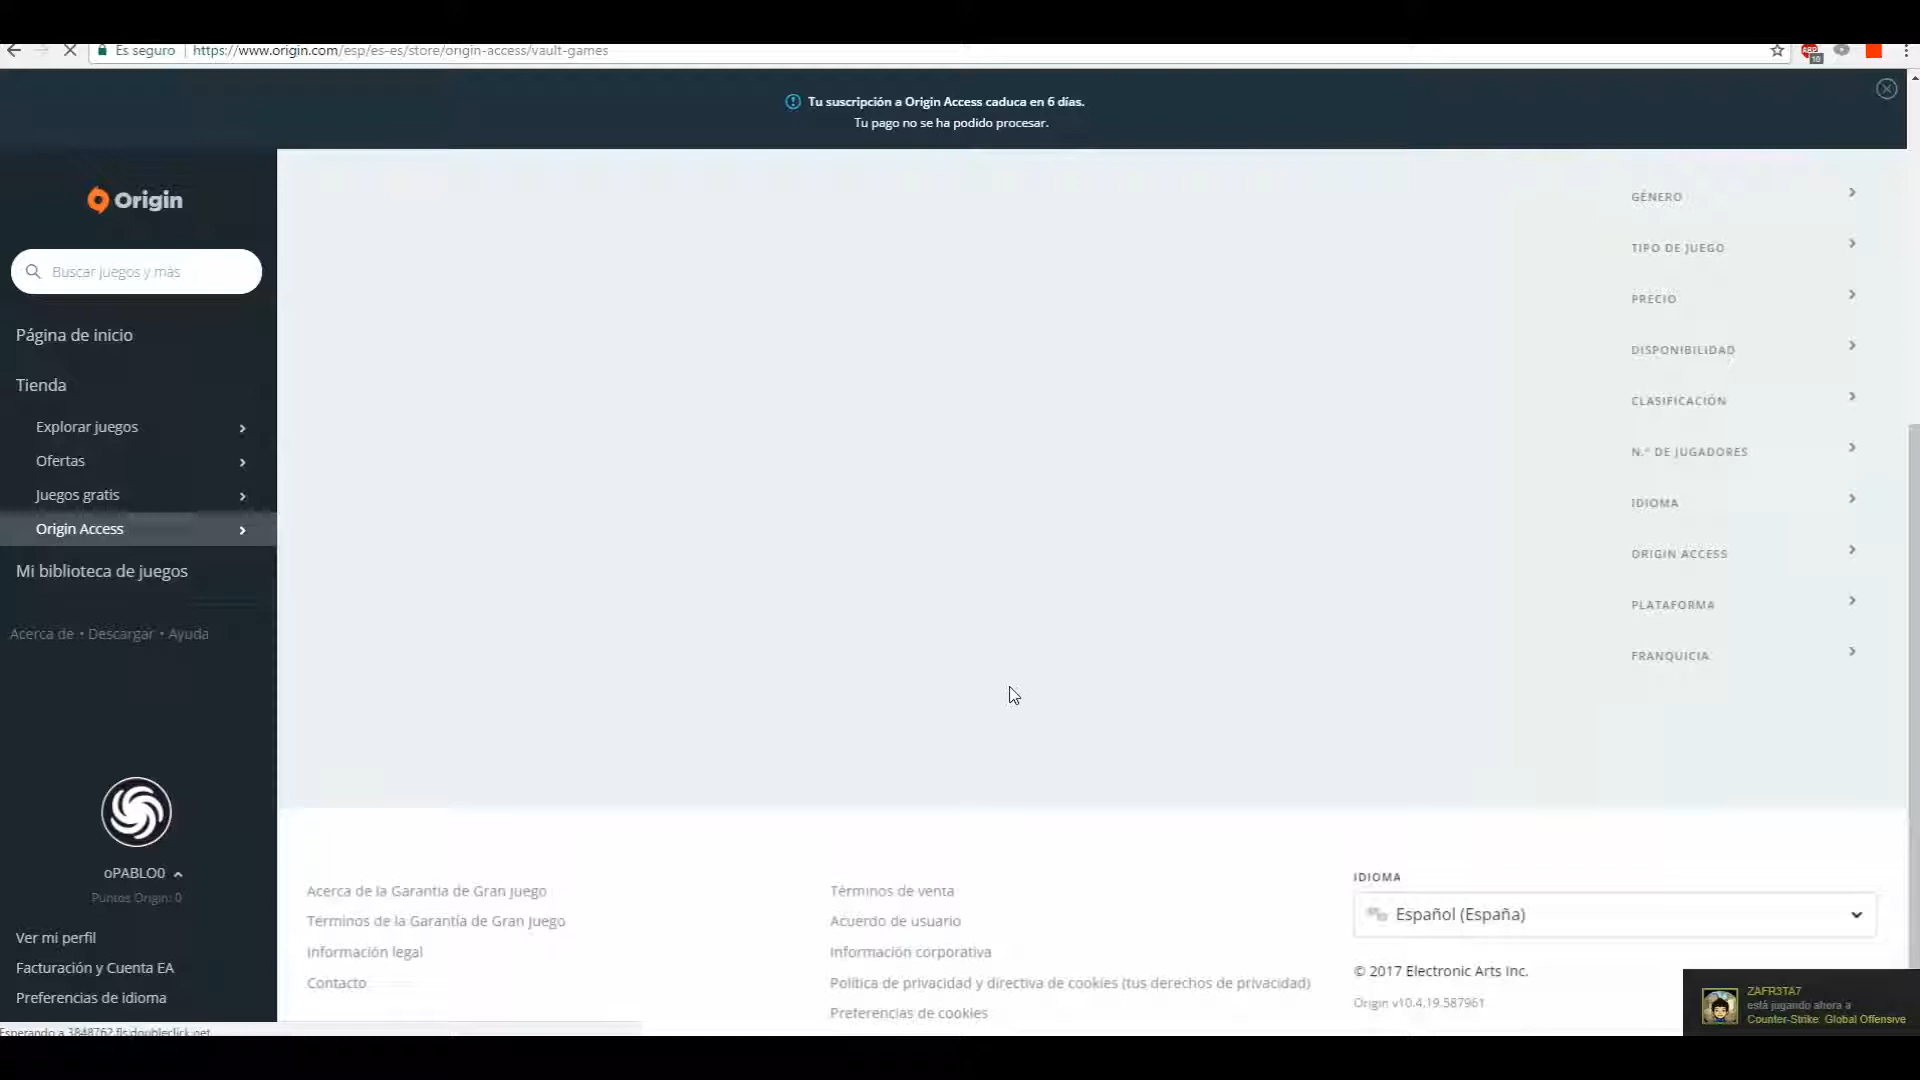 Es seguro
https://www.origin.com/esp/es-es/store/origin-access/vault-games
ABP
10
Tu suscripción a Origin Access caduca en 6 días.
Tu pago no se ha podido procesar.
Origin
Buscar juegos y más
Página de inicio
Tienda
Explorar juegos
Ofertas
Juegos gratis
Origin Access
Mi biblioteca de juegos
Acerca de • Descargar • Ayuda
oPABLO0
Puntos Origin: 0
Ver mi perfil
Facturación y Cuenta EA
Preferencias de idioma
Esperando a 3848762.fls.doubleclick.net
GÉNERO
TIPO DE JUEGO
PRECIO
DISPONIBILIDAD
CLASIFICACIÓN
N.º DE JUGADORES
IDIOMA
ORIGIN ACCESS
PLATAFORMA
FRANQUICIA
Acerca de la Garantía de Gran juego
Términos de la Garantía de Gran Juego
Información legal
Contacto
Términos de venta
Acuerdo de usuario
Información corporativa
Política de privacidad y directiva de cookies (tus derechos de privacidad)
Preferencias de cookies
IDIOMA
Español (España)
© 2017 Electronic Arts Inc.
Origin v10.4.19.587961
ZAFR3TA7
está jugando ahora a
Counter-Strike: Global Offensive